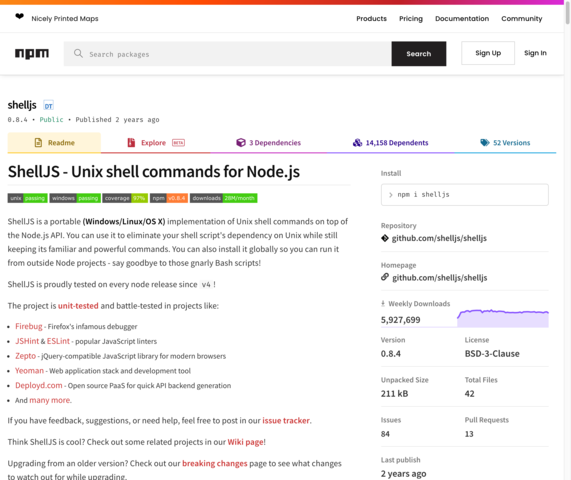 ❤ Nicely Printed Maps
Products Pricing Documentation Community
npm
Search packages
Search
Sign Up
Sign In
shelljs DT
0.8.4 • Public • Published 2 years ago
Readme
Explore BETA
3 Dependencies
14,158 Dependents
52 Versions
ShellJS - Unix shell commands for Node.js
unix passing windows passing coverage 97% npm v0.8.4 downloads 28M/month
ShellJS is a portable (Windows/Linux/OS X) implementation of Unix shell commands on top of
the Node.js API. You can use it to eliminate your shell script's dependency on Unix while still
keeping its familiar and powerful commands. You can also install it globally so you can run it
from outside Node projects - say goodbye to those gnarly Bash scripts!
ShellJS is proudly tested on every node release since v4 !
The project is unit-tested and battle-tested in projects like:
• Firebug - Firefox's infamous debugger
• JSHint & ESLint - popular JavaScript linters
• Zepto - jQuery-compatible JavaScript library for modern browsers
• Yeoman - Web application stack and development tool
• Deployd.com - Open source PaaS for quick API backend generation
• And many more.
If you have feedback, suggestions, or need help, feel free to post in our issue tracker.
Think ShellJS is cool? Check out some related projects in our Wiki page!
Upgrading from an older version? Check out our breaking changes page to see what changes
to watch out for while upgrading.
Install
> npm i shelljs
Repository
github.com/shelljs/shelljs
Homepage
github.com/shelljs/shelljs
Weekly Downloads
5,927,699
Version
0.8.4
License
BSD-3-Clause
Unpacked Size
211 kB
Total Files
42
Issues
84
Pull Requests
13
Last publish
2 years ago